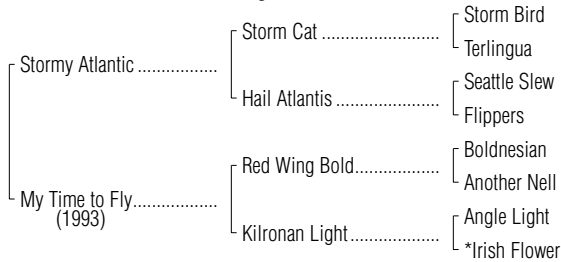 Storm Bird
Storm Cat ........................
Terlingua
Stormy Atlantic .................
Seattle Slew
Hail Atlantis .....................
Flippers
Boldnesian
Red Wing Bold.................
Another Nell
My Time to Fly.................
(1993)
Angle Light
Kilronan Light..................
*Irish Flower